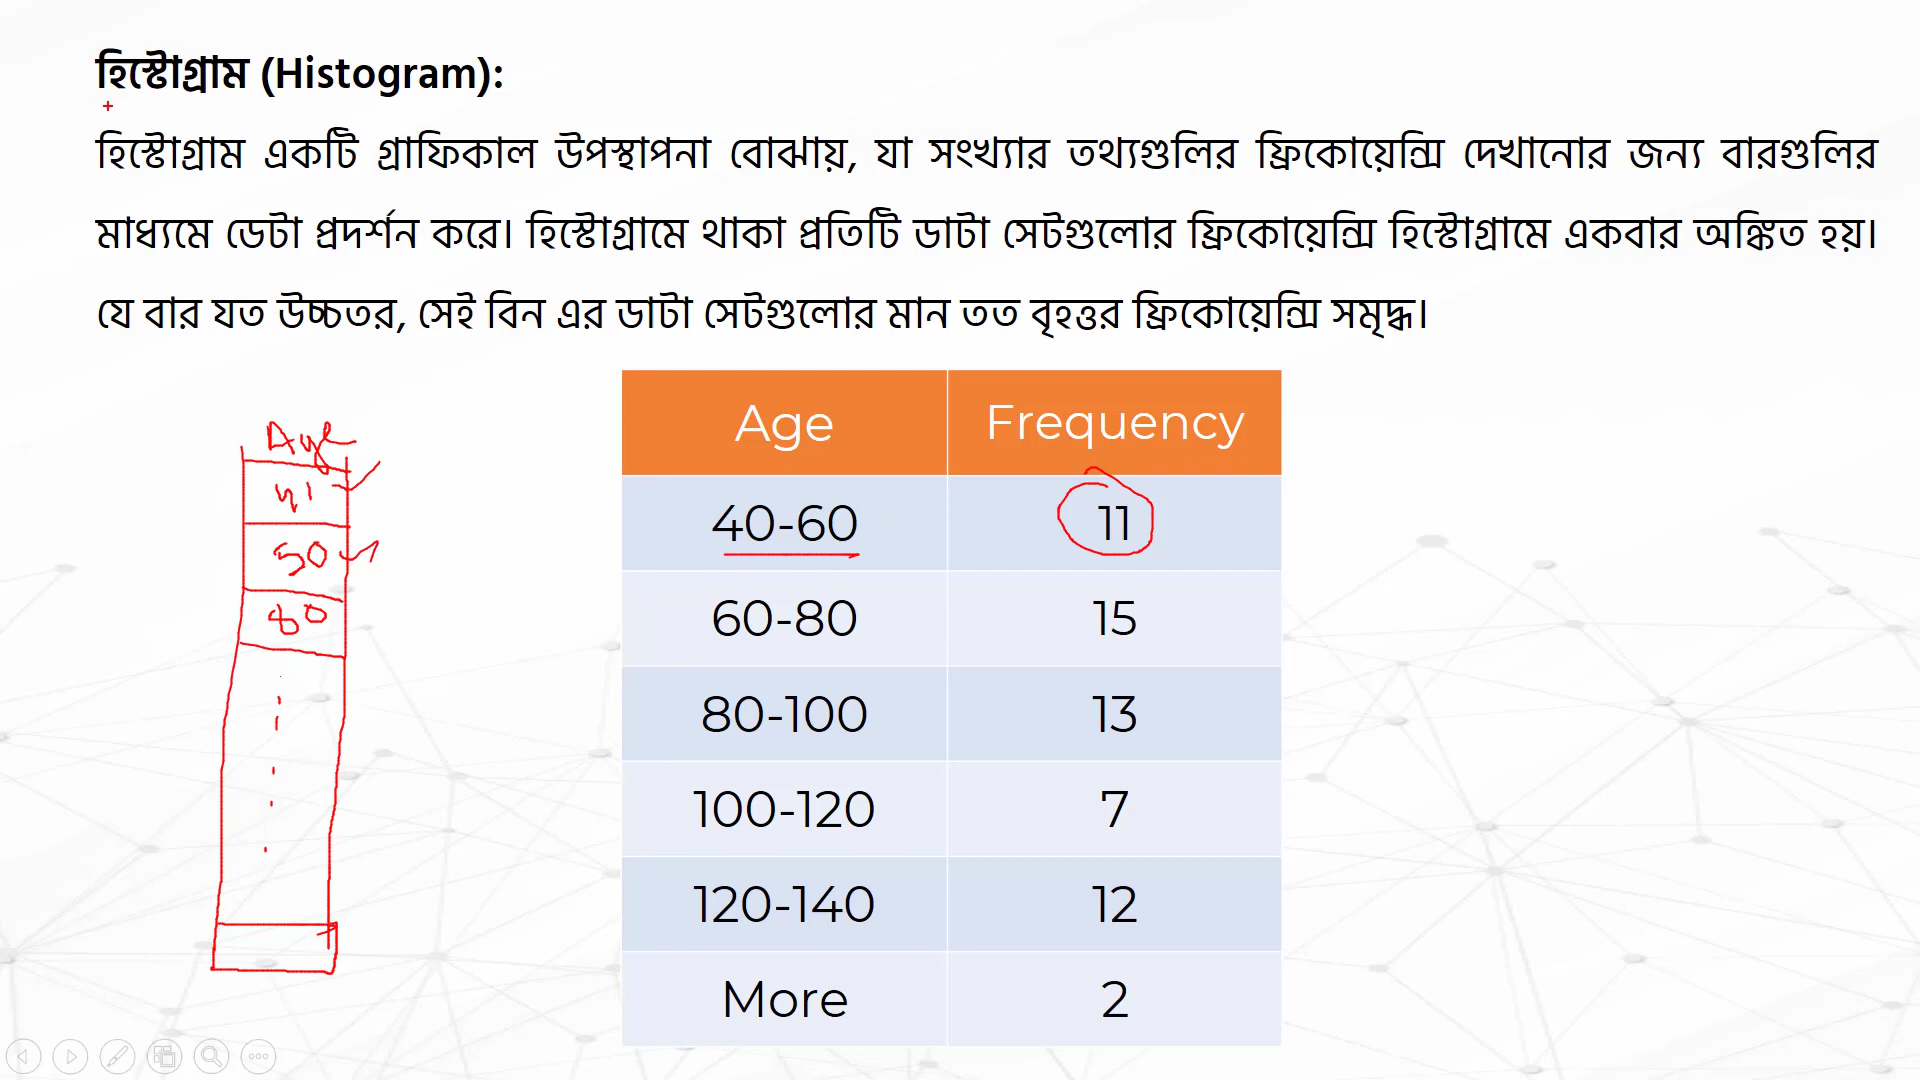 হিস্টোগ্রাম (Histogram):
হিস্টোগ্রাম একটি গ্রাফিকাল উপস্থাপনা বোঝায়, যা সংখ্যার তথ্যগুলির ফ্রিকোয়েন্সি দেখানোর জন্য বারগুলির
মাধ্যমে ডেটা প্রদর্শন করে। হিস্টোগ্রামে থাকা প্রতিটি ডাটা সেটগুলোর ফ্রিকোয়েন্সি হিস্টোগ্রামে একবার অঙ্কিত হয়।
যে বার যত উচ্চতর, সেই বিন এর ডাটা সেটগুলোর মান তত বৃহত্তর ফ্রিকোয়েন্সি সমৃদ্ধ।
Age
41
50
80
Age Frequency
40-60 11
60-80 15
80-100 13
100-120 7
120-140 12
More 2